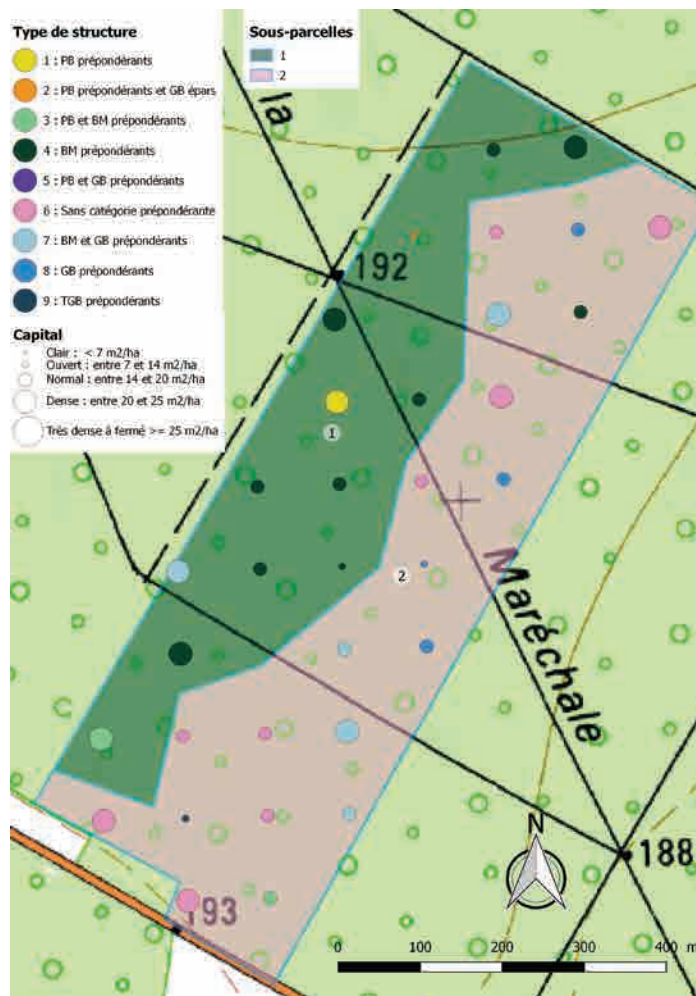 Type de structure
1 : PB prépondérants
2 : PB prépondérants et GB épars
3 : PB et BM prépondérants
4 : BM prépondérants
5 : PB et GB prépondérants
6 : Sans catégorie prépondérante
7 : BM et GB prépondérants
8 : GB prépondérants
9 : TGB prépondérants
Capital
Clair : < 7 m2/ha
Ouvert : entre 7 et 14 m2/ha
Normal : entre 14 et 20 m2/ha
Dense : entre 20 et 25 m2/ha
Très dense à fermé >= 25 m2/ha
Sous-parcelles
1
2
la
192
1
2
Maréchale
188
193
N
0 100 200 300 400 m